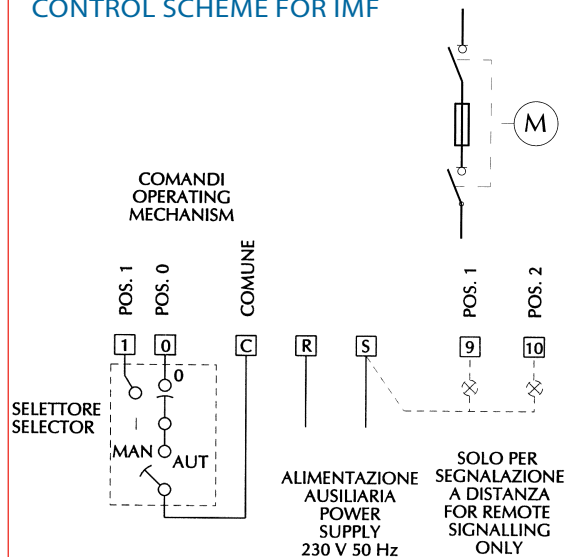 CONTROL SCHEME FOR IMF
M
COMANDI
OPERATING
MECHANISM
POS. 1
POS. 0
COMUNE
POS. 1
POS. 2
1
0
C
R
S
9
10
0
SELETTORE
SELECTOR
MAN
AUT
ALIMENTAZIONE
AUSILIARIA
POWER
SUPPLY
230 V 50 Hz
SOLO PER
SEGNALAZIONE
A DISTANZA
FOR REMOTE
SIGNALLING
ONLY